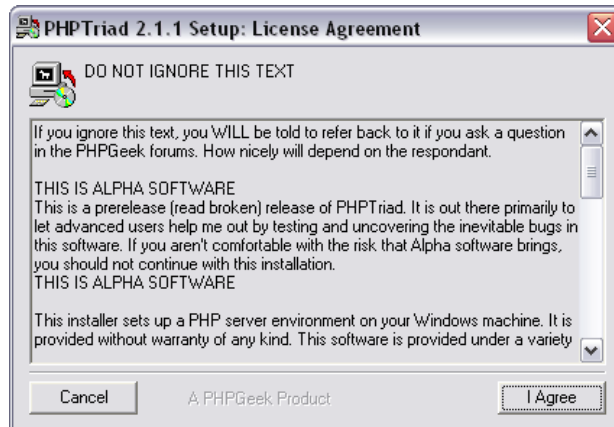 PHPTriad 2.1.1 Setup: License Agreement
DO NOT IGNORE THIS TEXT
If you ignore this text, you WILL be told to refer back to it if you ask a question
in the PHPGeek forums. How nicely will depend on the respondant.
THIS IS ALPHA SOFTWARE
This is a prerelease (read broken) release of PHPTriad. It is out there primarily to
let advanced users help me out by testing and uncovering the inevitable bugs in
this software. If you aren't comfortable with the risk that Alpha software brings,
you should not continue with this installation.
THIS IS ALPHA SOFTWARE
This installer sets up a PHP server environment on your Windows machine. It is
provided without warranty of any kind. This software is provided under a variety
Cancel
A PHPGeek Product
I Agree